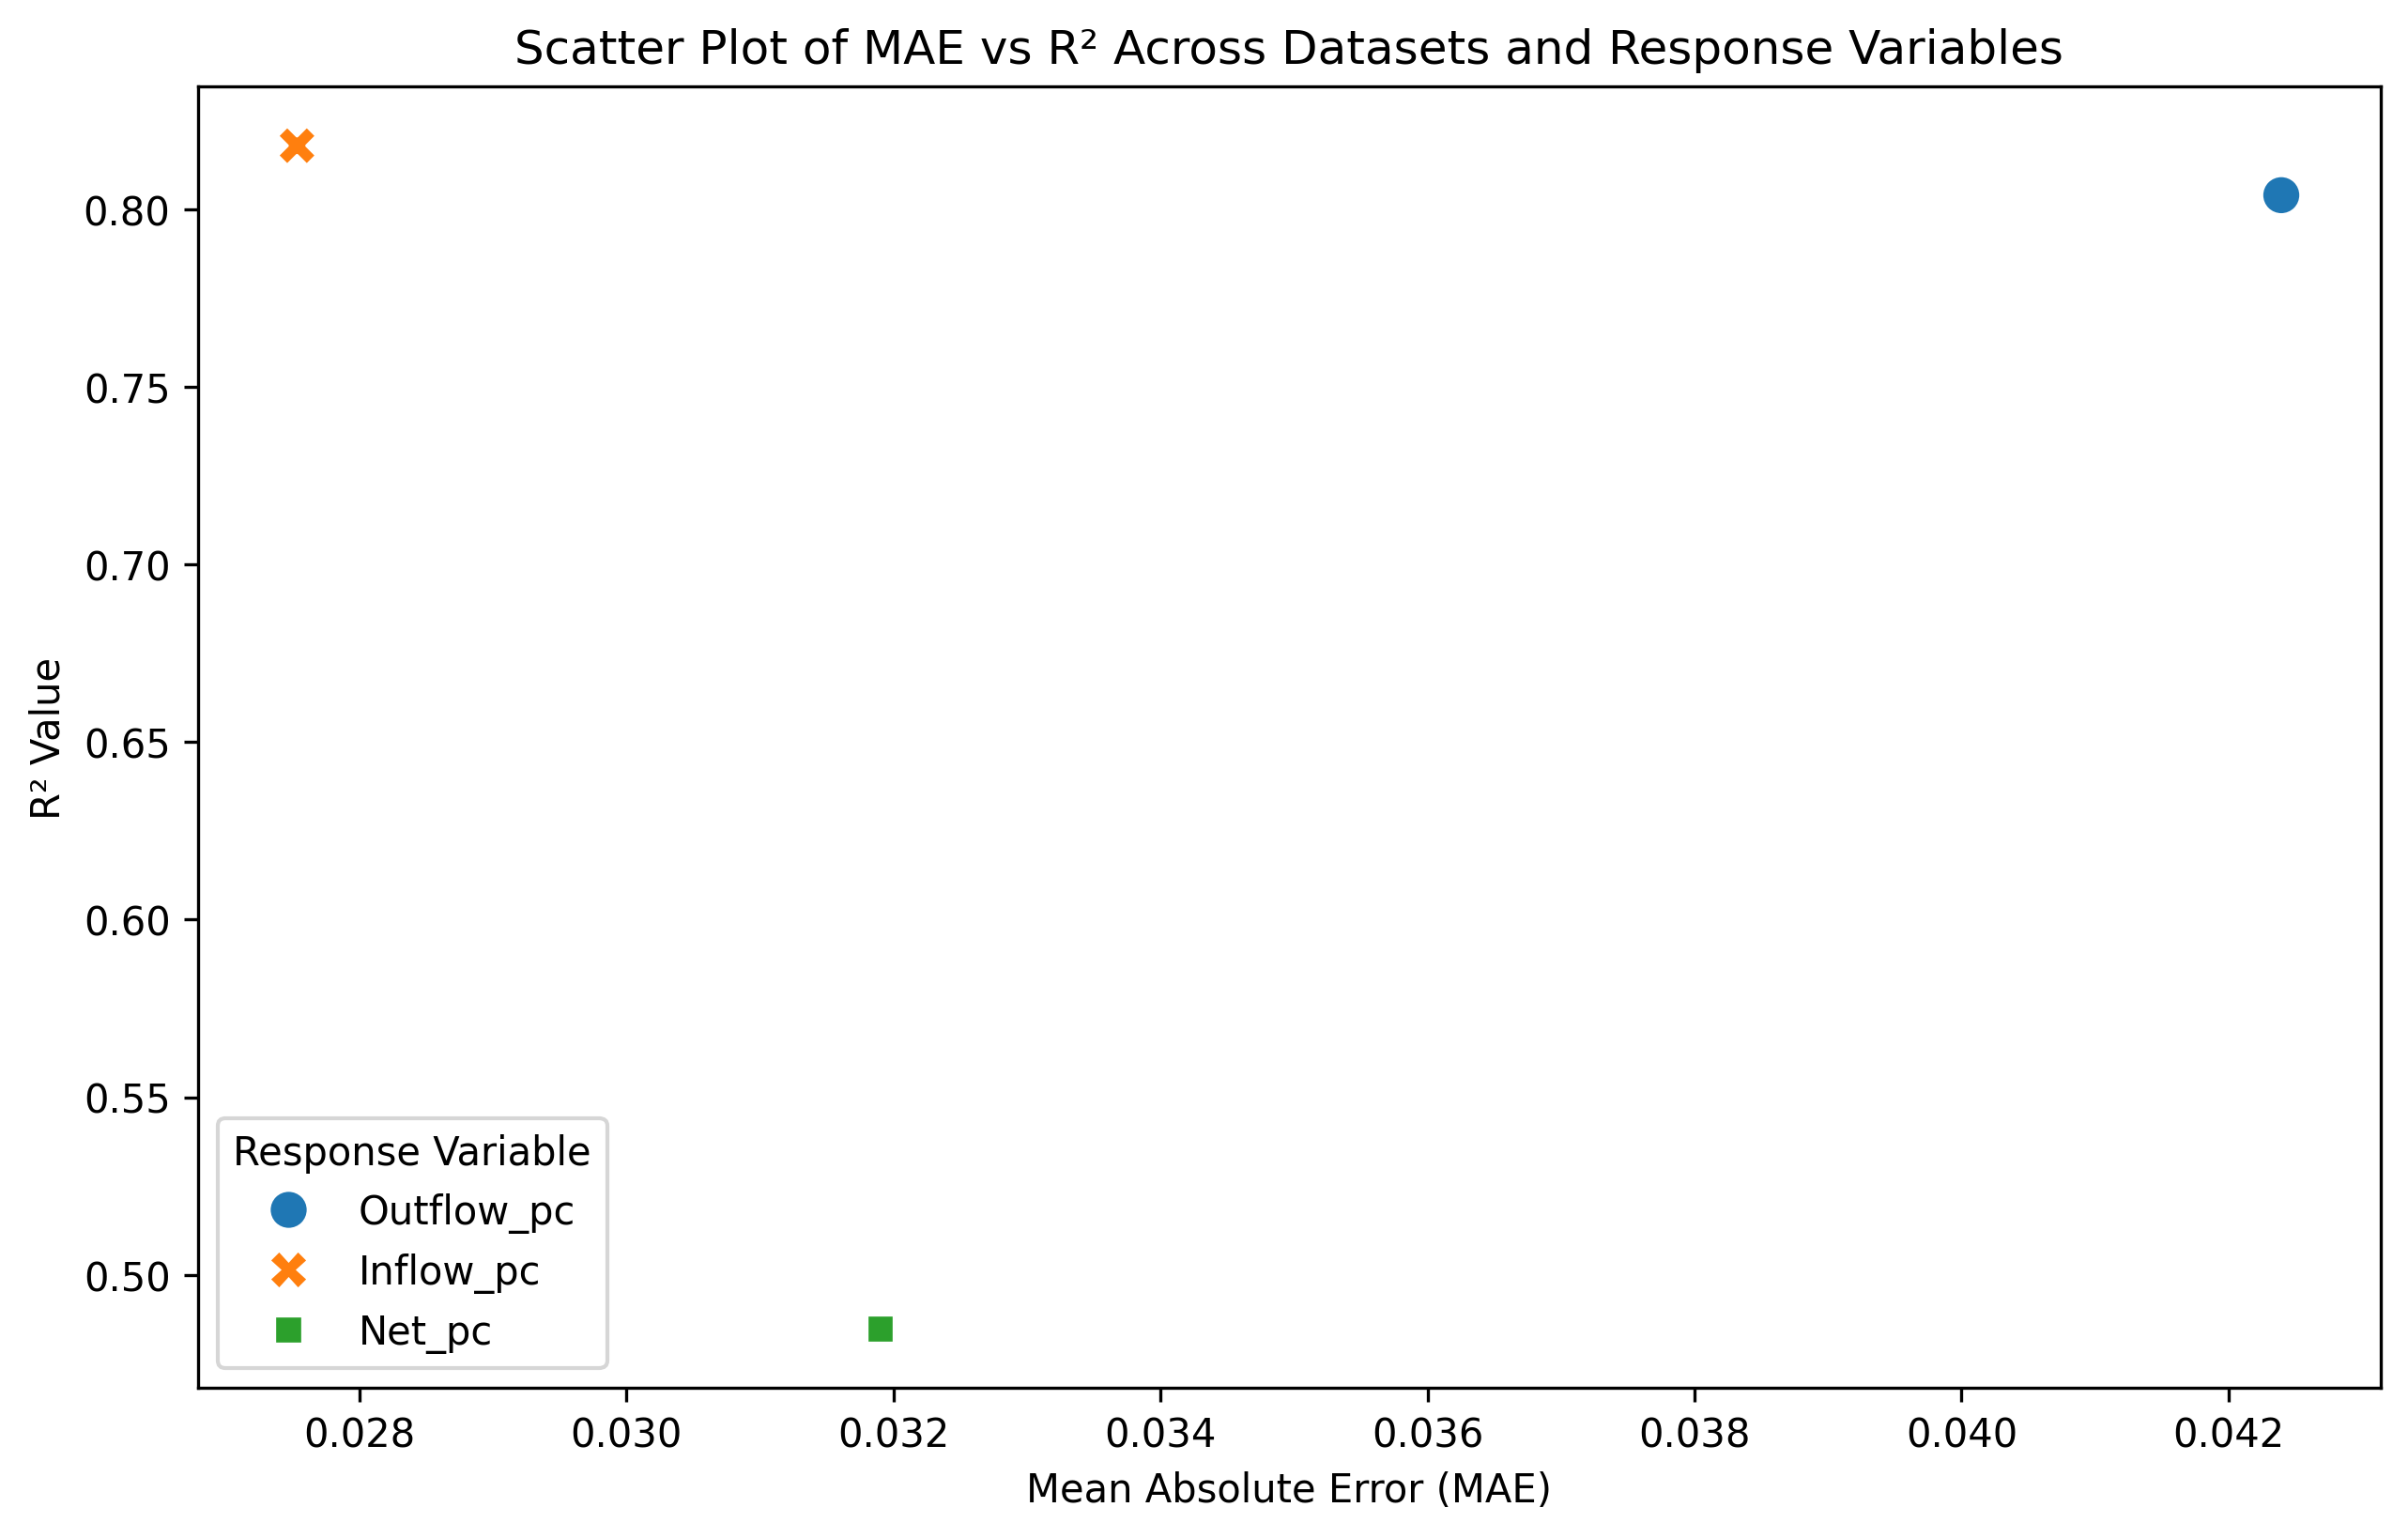 Scatter Plot of MAE vs R² Across Datasets and Response Variables
R² Value
0.80
0.75
0.70
0.65
0.60
0.55
0.50
Response Variable
Outflow_pc
Inflow_pc
Net_pc
0.028 0.030 0.032 0.034 0.036 0.038 0.040 0.042
Mean Absolute Error (MAE)